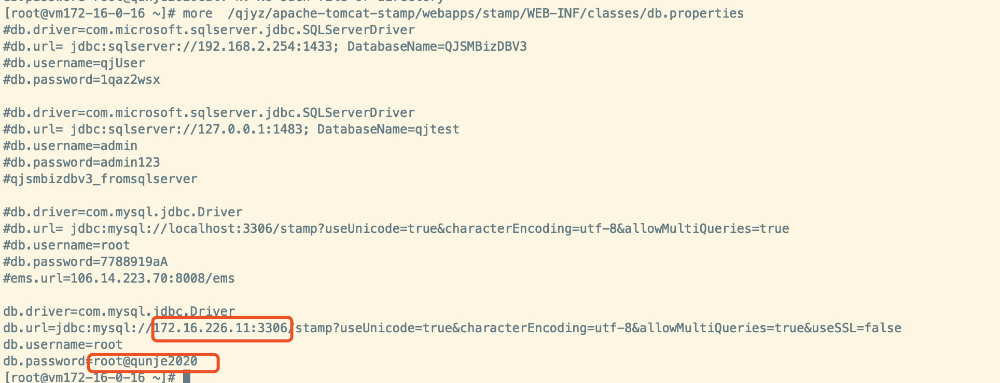 [root@vm172-16-0-16 ~]# more  /qjyz/apache-tomcat-stamp/webapps/stamp/WEB-INF/classes/db.properties
#db.driver=com.microsoft.sqlserver.jdbc.SQLServerDriver
#db.url= jdbc:sqlserver://192.168.2.254:1433; DatabaseName=QJSMBizDBV3
#db.username=qjUser
#db.password=1qaz2wsx
#db.driver=com.microsoft.sqlserver.jdbc.SQLServerDriver
#db.url= jdbc:sqlserver://127.0.0.1:1483; DatabaseName=qjtest
#db.username=admin
#db.password=admin123
#qjsmbizdbv3_fromsqlserver
#db.driver=com.mysql.jdbc.Driver
#db.url= jdbc:mysql://localhost:3306/stamp?useUnicode=true&characterEncoding=utf-8&allowMultiQueries=true
#db.username=root
#db.password=7788919aA
#ems.url=106.14.223.70:8008/ems
db.driver=com.mysql.jdbc.Driver
db.url=jdbc:mysql://172.16.226.11:3306/stamp?useUnicode=true&characterEncoding=utf-8&allowMultiQueries=true&useSSL=false
db.username=root
db.password=root@qunje2020
[root@vm172-16-0-16 ~]#